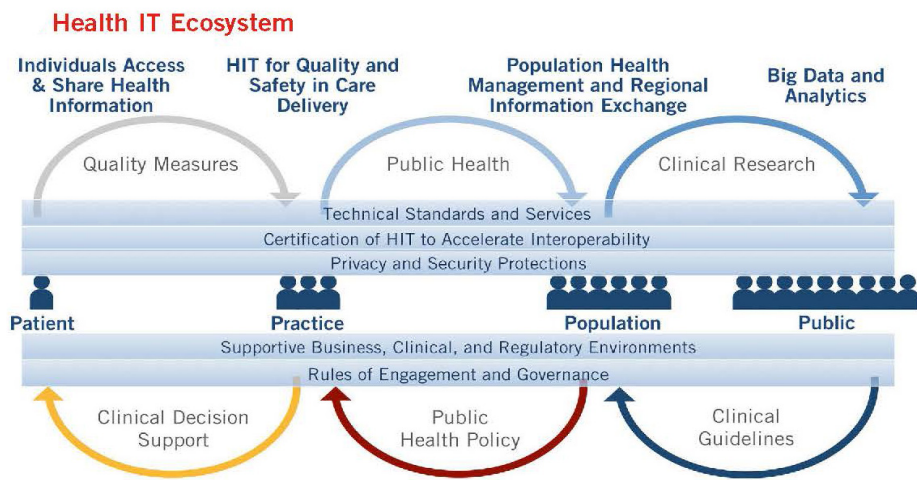 Health IT Ecosystem
Individuals Access
& Share Health
Information
HIT for Quality and
Safety in Care
Delivery
Population Health
Management and Regional
Information Exchange
Big Data and
Analytics
Quality Measures
Public Health
Clinical Research
Technical Standards and Services
Certification of HIT to Accelerate Interoperability
Privacy and Security Protections
Patient
Practice
Population
Public
Supportive Business, Clinical, and Regulatory Environments
Rules of Engagement and Governance
Clinical Decision
Support
Public
Health Policy
Clinical
Guidelines